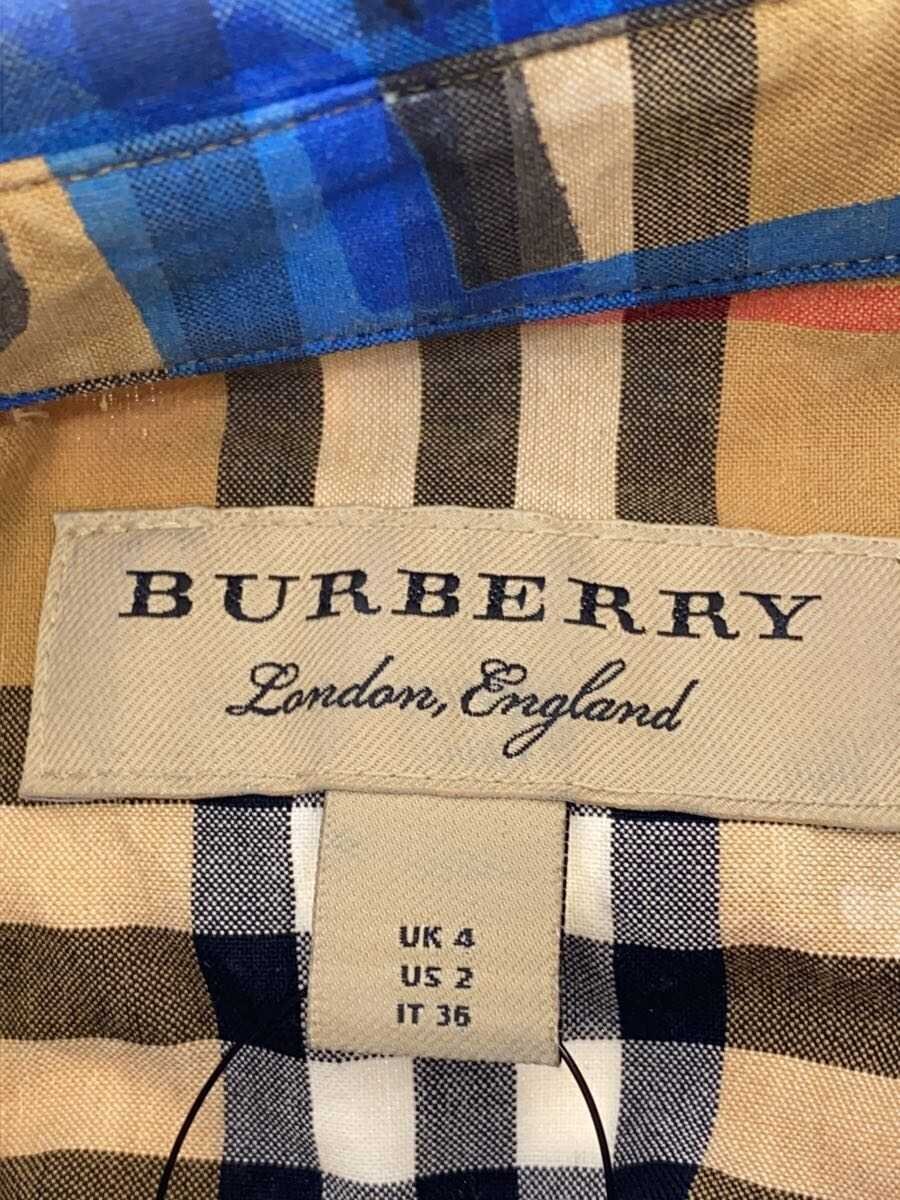 BURBERRY
London, England
UK 4
US 2
IT 36